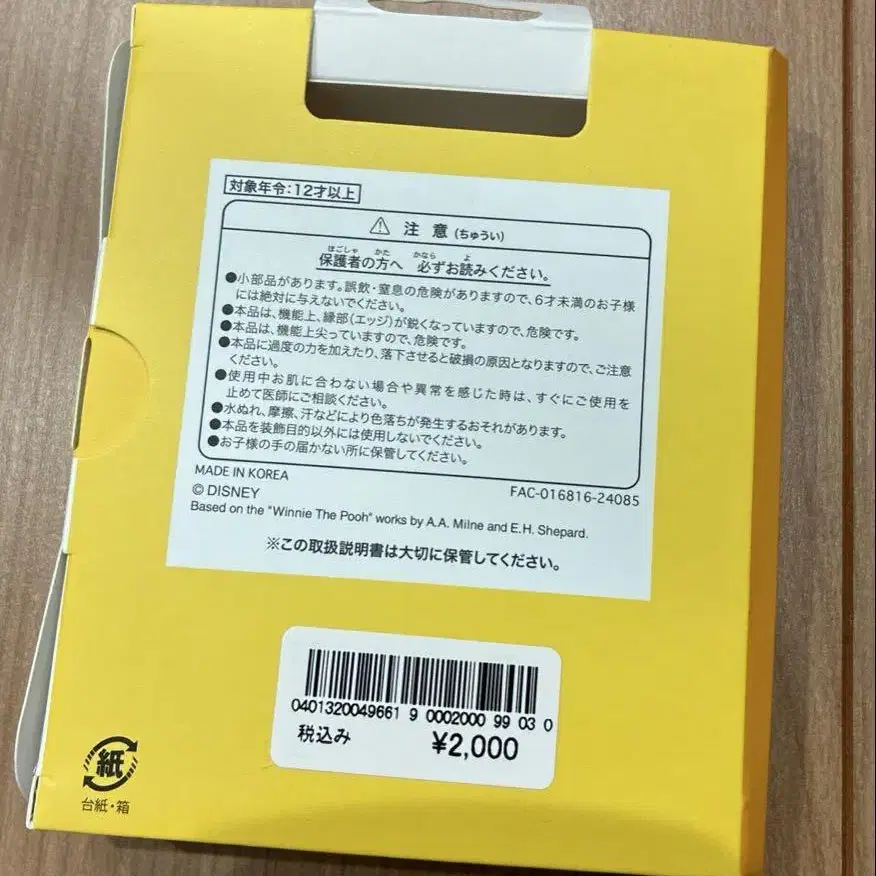 対象年令:12才以上
⚠ 注意(ちゅうい)
ほごしゃ かた かなら よ
保護者の方へ 必ずお読みください。
●小部品があります。誤飲・窒息の危険がありますので、6才未満のお子様
には絶対に与えないでください。
●本品は、機能上、縁部(エッジ)が鋭くなっていますので、危険です。
●本品は、機能上尖っていますので、危険です。
●本品に過度の力を加えたり、落下させると破損の原因となりますので、ご注意
ください。
●使用中お肌に合わない場合や異常を感じた時は、すぐにご使用を
止めて医師にご相談ください。
●水ぬれ、摩擦、汗などにより色落ちが発生するおそれがあります。
●本品を装飾目的以外には使用しないでください。
●お子様の手の届かない所に保管してください。
MADE IN KOREA
© DISNEY
FAC-016816-24085
Based on the "Winnie The Pooh" works by A.A. Milne and E.H. Shepard.
※この取扱説明書は大切に保管してください。
0401320049661 9 0002000 99 03 0
税込み ¥2,000
紙
台紙・箱